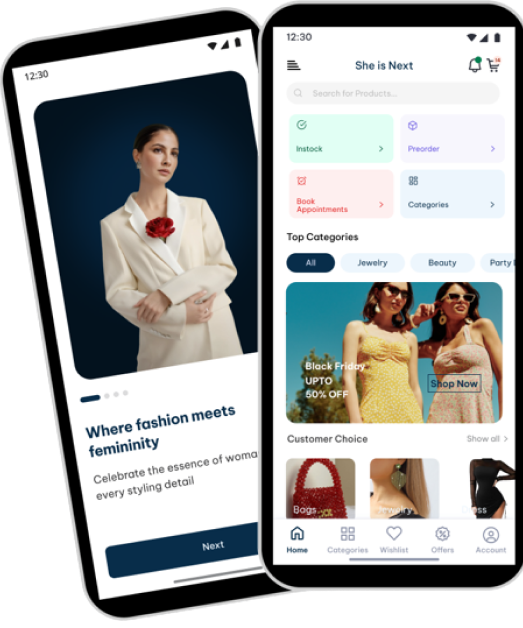 12:30
Where fashion meets
femininity
Celebrate the essence of woma
every styling detail
Next
12:30
She is Next
Search for Products...
Instock
Preorder
Book
Appointments
Categories
Top Categories
All
Jewelry
Beauty
Party
Black Friday
UPTO
50% OFF
Shop Now
Customer Choice
Show all
Bags
Jewelry
ss
Home
Categories
Wishlist
Offers
Account